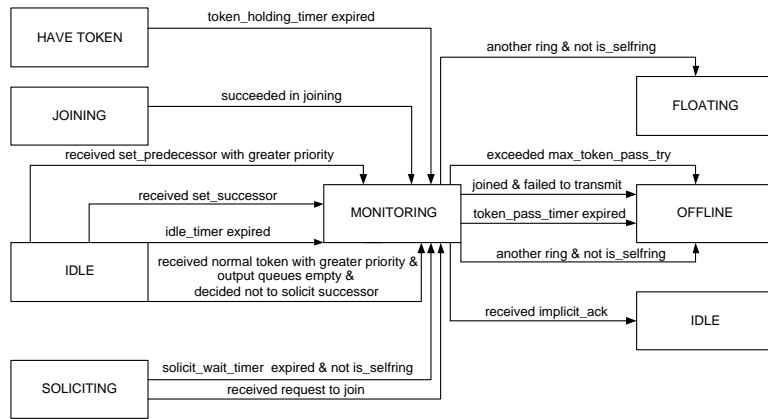 token_holding_timer expired
HAVE TOKEN
another ring & not is_selfring
FLOATING
succeeded in joining
JOINING
received set_predecessor with greater priority
exceeded max_token_pass_try
joined & failed to transmit
received set_successor
MONITORING
OFFLINE
token_pass_timer expired
idle_timer expired
another ring & not is_selfring
IDLE
received normal token with greater priority &
output queues empty &
decided not to solicit successor
received implicit_ack
IDLE
solicit_wait_timer expired & not is_selfring
SOLICITING
received request to join